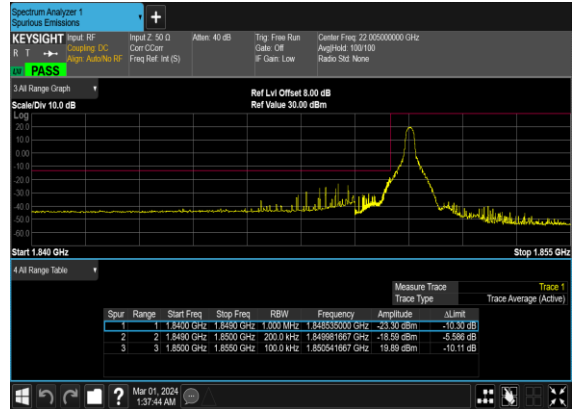 Spectrum Analyzer 1
Spurious Emissions
+
KEYSIGHT
R T
LXI PASS
Input: RF
Coupling: DC
Align: Auto/No RF
Input Z: 50 Ω
Corr CCorr
Freq Ref: Int (S)
Atten: 40 dB
Trig: Free Run
Gate: Off
IF Gain: Low
Center Freq: 22.005000000 GHz
Avg|Hold: 100/100
Radio Std: None
3 All Range Graph
Scale/Div 10.0 dB
Ref Lvl Offset 8.00 dB
Ref Value 30.00 dBm
Log
20.0
10.0
0.00
-10.0
-20.0
-30.0
-40.0
-50.0
-60.0
Start 1.840 GHz
Stop 1.855 GHz
4 All Range Table
Measure Trace Trace 1
Trace Type Trace Average (Active)
Spur Range Start Freq Stop Freq RBW Frequency Amplitude ΔLimit
1 1 1.8400 GHz 1.8490 GHz 1.000 MHz 1.848535000 GHz -23.30 dBm -10.30 dB
2 2 1.8490 GHz 1.8500 GHz 200.0 kHz 1.849981667 GHz -18.59 dBm -5.586 dB
3 3 1.8500 GHz 1.8550 GHz 100.0 kHz 1.850541667 GHz 19.89 dBm -10.11 dB
?
Mar 01, 2024
1:37:44 AM